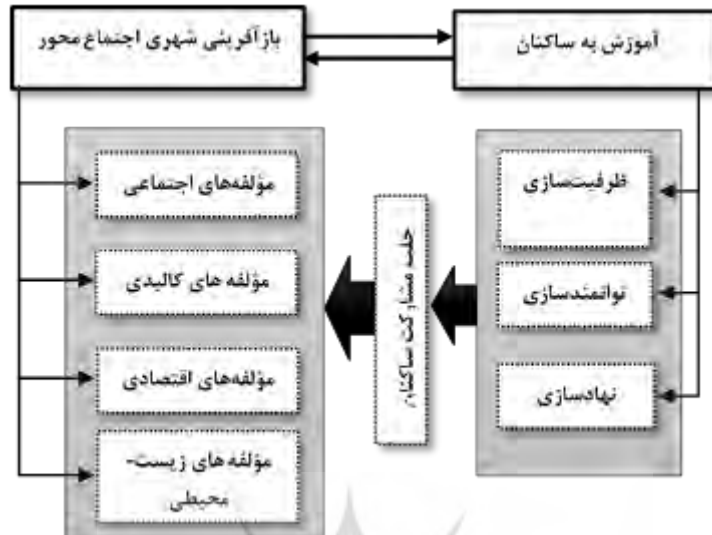 آموزش به ساکنان
بازآفرینی شهری اجتماع محور
ظرفیت‌سازی
توانمندسازی
نهادسازی
جلب مشارکت ساکنان
مؤلفه‌های اجتماعی
مؤلفه های کالبدی
مؤلفه‌های اقتصادی
مؤلفه های زیست-
محیطی